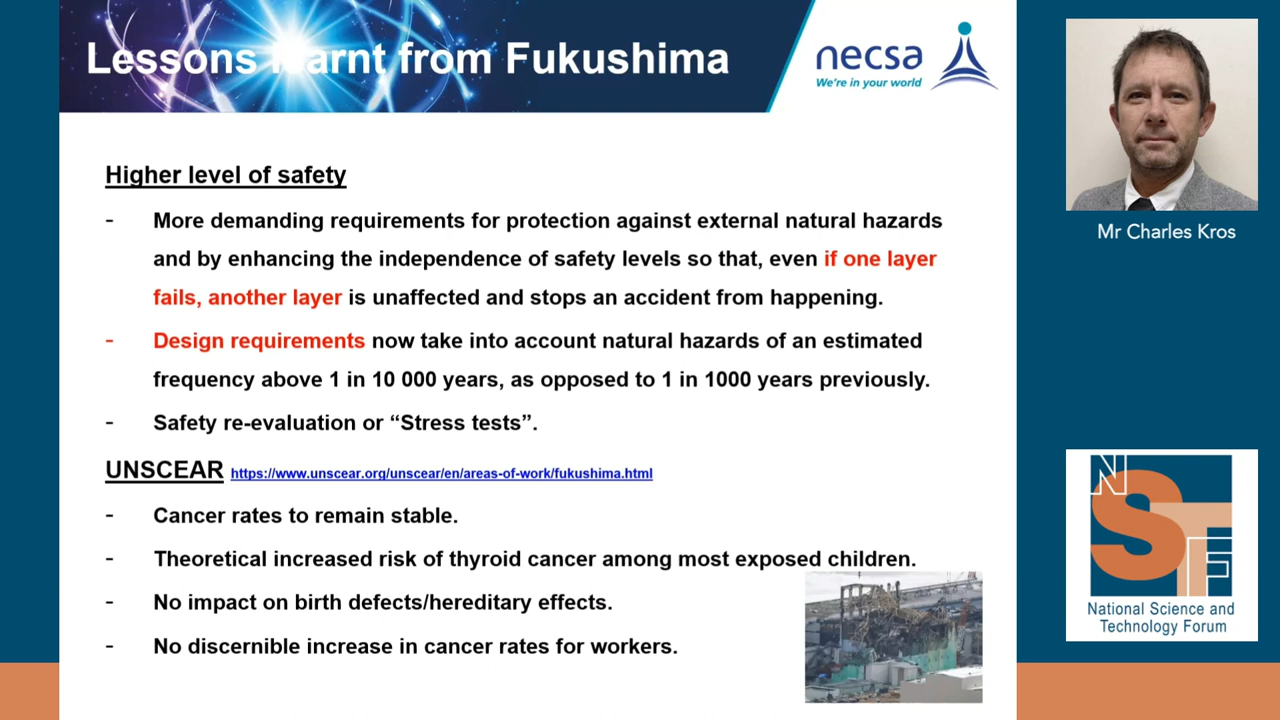 Lessons learnt from Fukushima
necsa
We're in your world
Higher level of safety
- More demanding requirements for protection against external natural hazards
and by enhancing the independence of safety levels so that, even if one layer
fails, another layer is unaffected and stops an accident from happening.
- Design requirements now take into account natural hazards of an estimated
frequency above 1 in 10 000 years, as opposed to 1 in 1000 years previously.
- Safety re-evaluation or “Stress tests”.
UNSCEAR https://www.unscear.org/unscear/en/areas-of-work/fukushima.html
- Cancer rates to remain stable.
- Theoretical increased risk of thyroid cancer among most exposed children.
- No impact on birth defects/hereditary effects.
- No discernible increase in cancer rates for workers.
Mr Charles Kros
NSTF
National Science and
Technology Forum